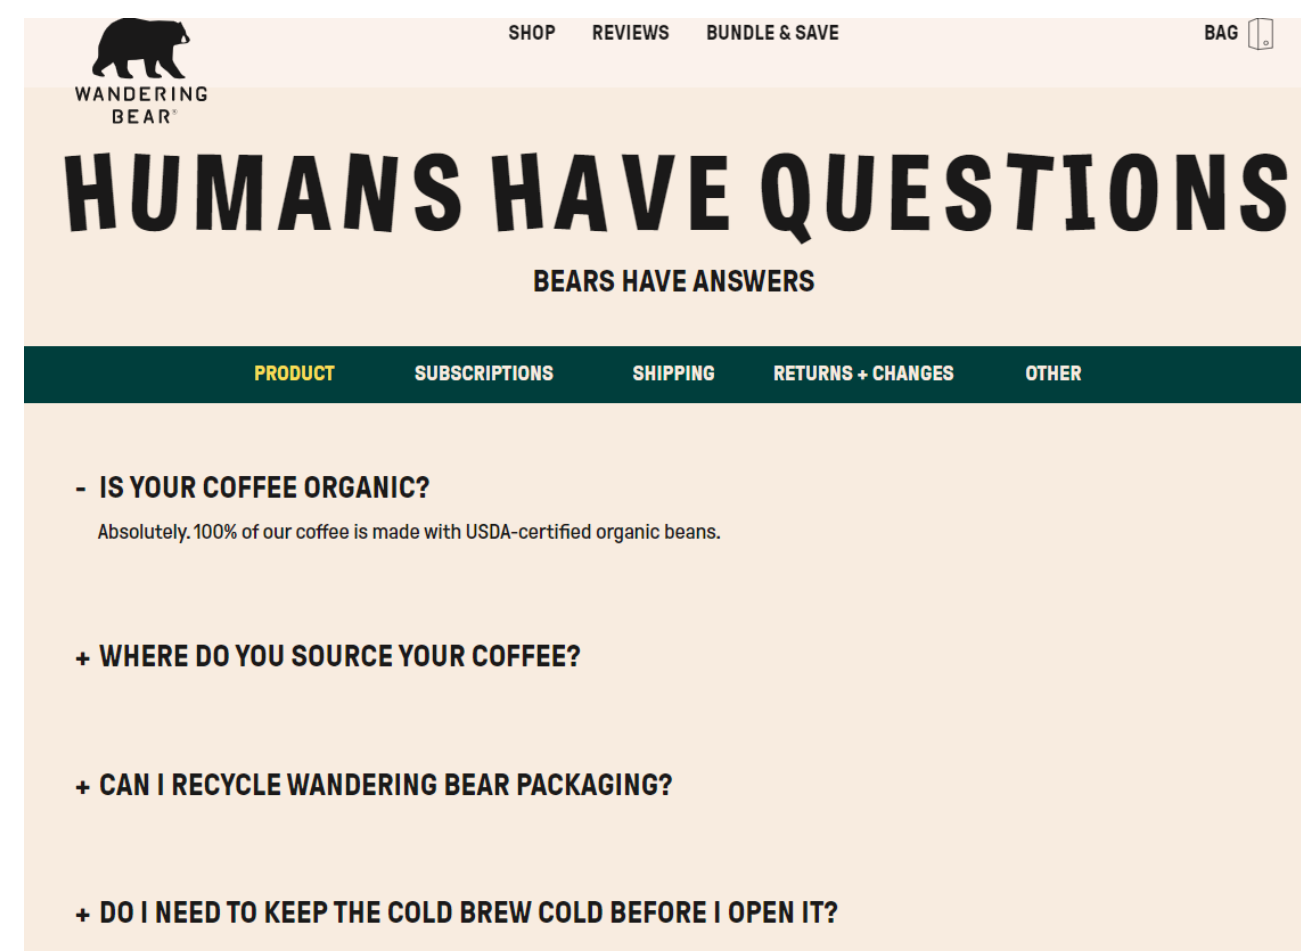 SHOP REVIEWS BUNDLE & SAVE BAG
WANDERING
BEAR®
HUMANS HAVE QUESTIONS
BEARS HAVE ANSWERS
PRODUCT SUBSCRIPTIONS SHIPPING RETURNS + CHANGES OTHER
- IS YOUR COFFEE ORGANIC?
Absolutely. 100% of our coffee is made with USDA-certified organic beans.
+ WHERE DO YOU SOURCE YOUR COFFEE?
+ CAN I RECYCLE WANDERING BEAR PACKAGING?
+ DO I NEED TO KEEP THE COLD BREW COLD BEFORE I OPEN IT?